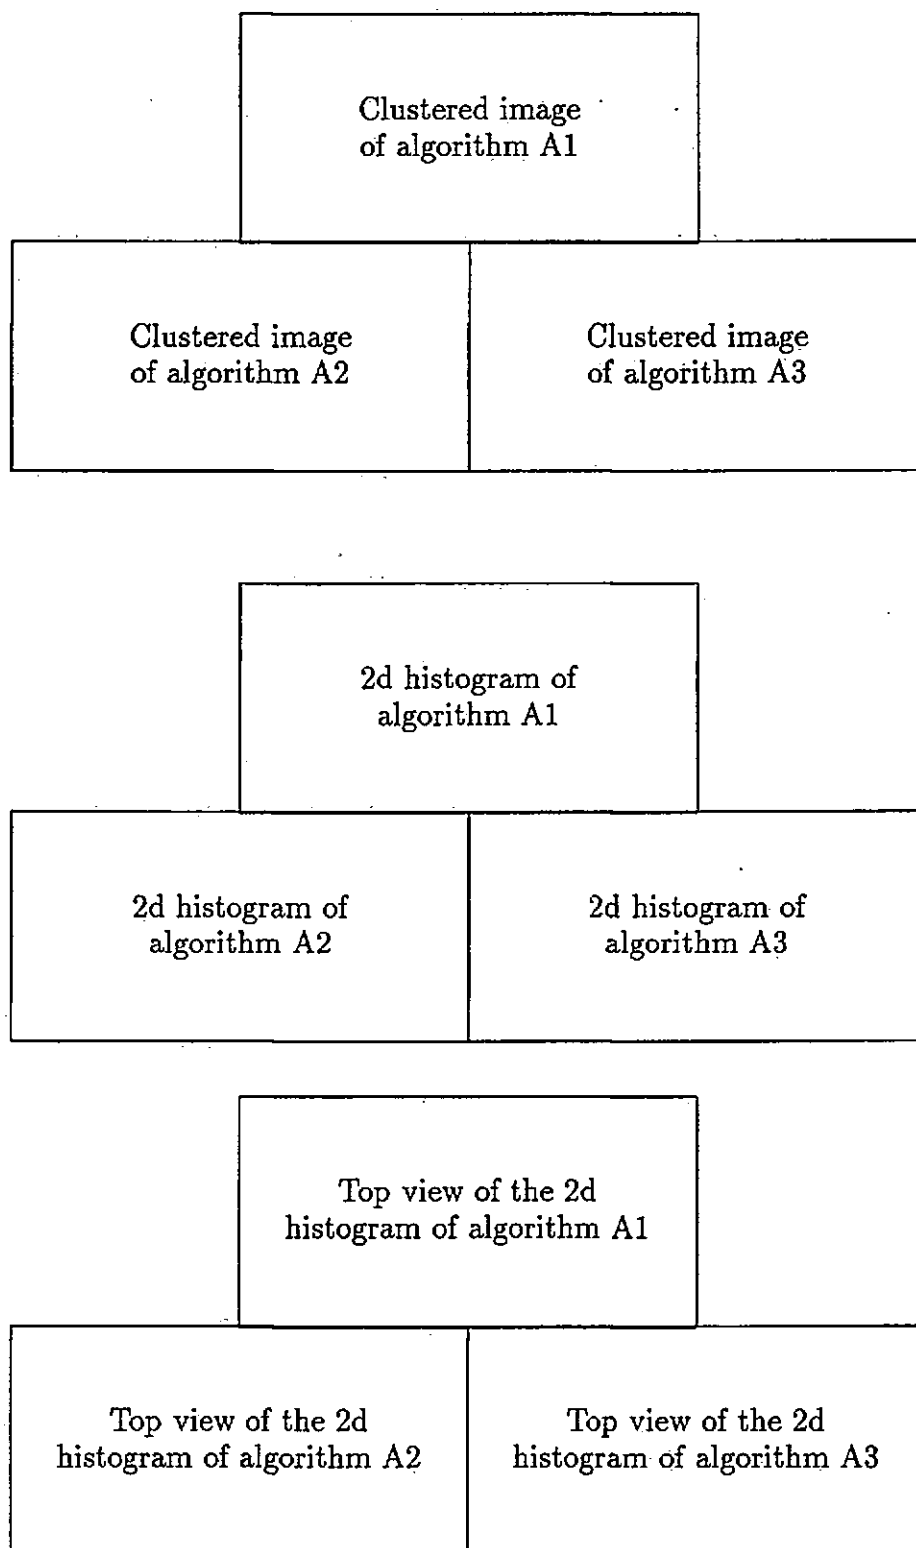 Clustered image
of algorithm A1
Clustered image
of algorithm A2
Clustered image
of algorithm A3
2d histogram of
algorithm A1
2d histogram of
algorithm A2
2d histogram of
algorithm A3
Top view of the 2d
histogram of algorithm A1
Top view of the 2d
histogram of algorithm A2
Top view of the 2d
histogram of algorithm A3